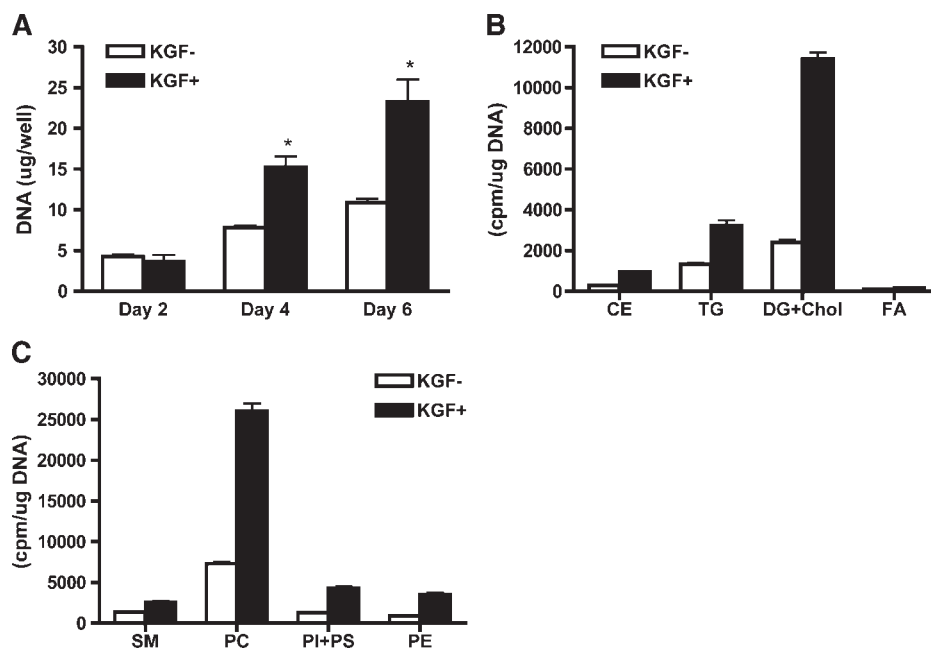 A
DNA (ug/well)
30
25
20
15
10
5
0
KGF-
KGF+
*
*
Day 2 Day 4 Day 6
B
(cpm/ug DNA)
12000
10000
8000
6000
4000
2000
0
KGF-
KGF+
CE TG DG+Chol FA
C
(cpm/ug DNA)
30000
25000
20000
15000
10000
5000
0
KGF-
KGF+
SM PC PI+PS PE